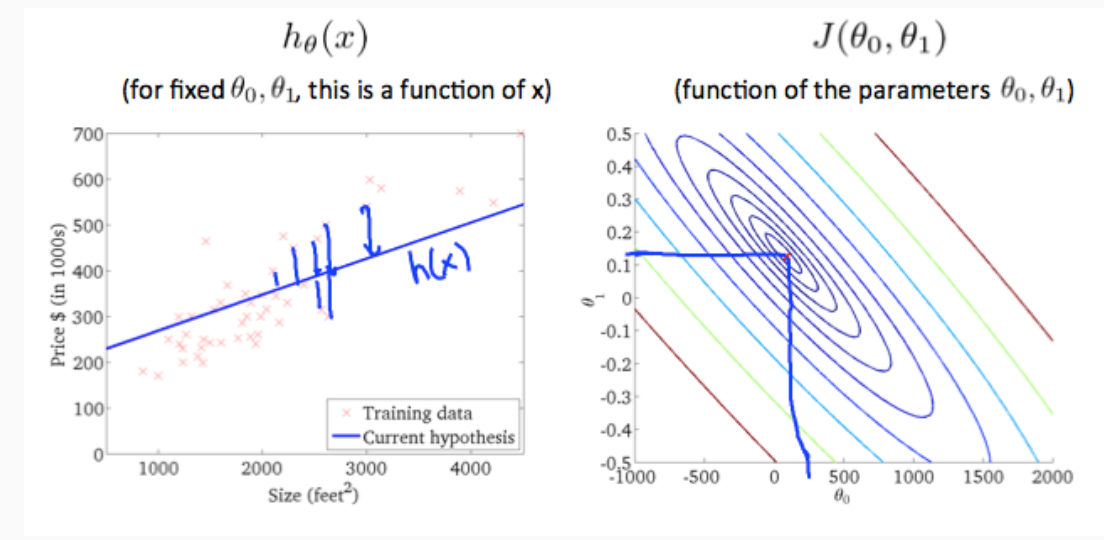 hθ(x)
(for fixed θ₀, θ₁, this is a function of x)
700
600
500
400
300
200
100
0
Price $ (in 1000s)
h(x)
Training data
Current hypothesis
1000 2000 3000 4000
Size (feet²)
J(θ₀, θ₁)
(function of the parameters θ₀, θ₁)
0.5
0.4
0.3
0.2
0.1
0
-0.1
-0.2
-0.3
-0.4
-0.5
θ₁
-1000 -500 0 500 1000 1500 2000
θ₀